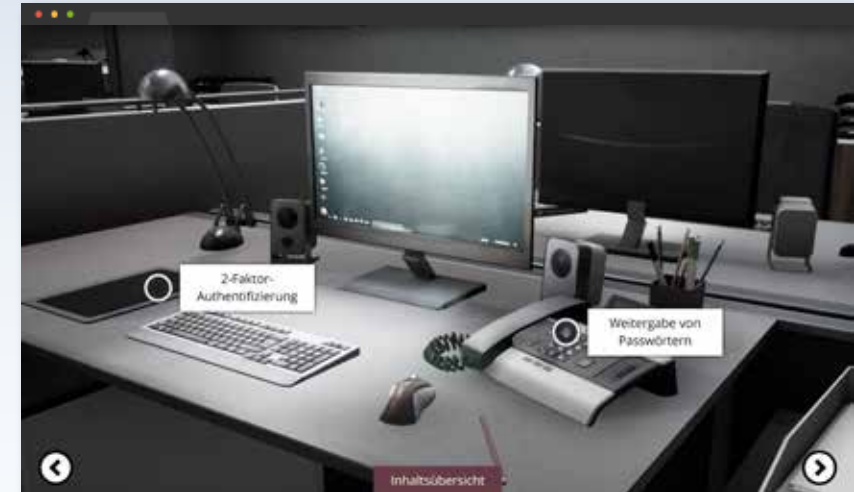 2-Faktor-
Authentifizierung
Weitergabe von
Passwörtern
Inhaltsübersicht